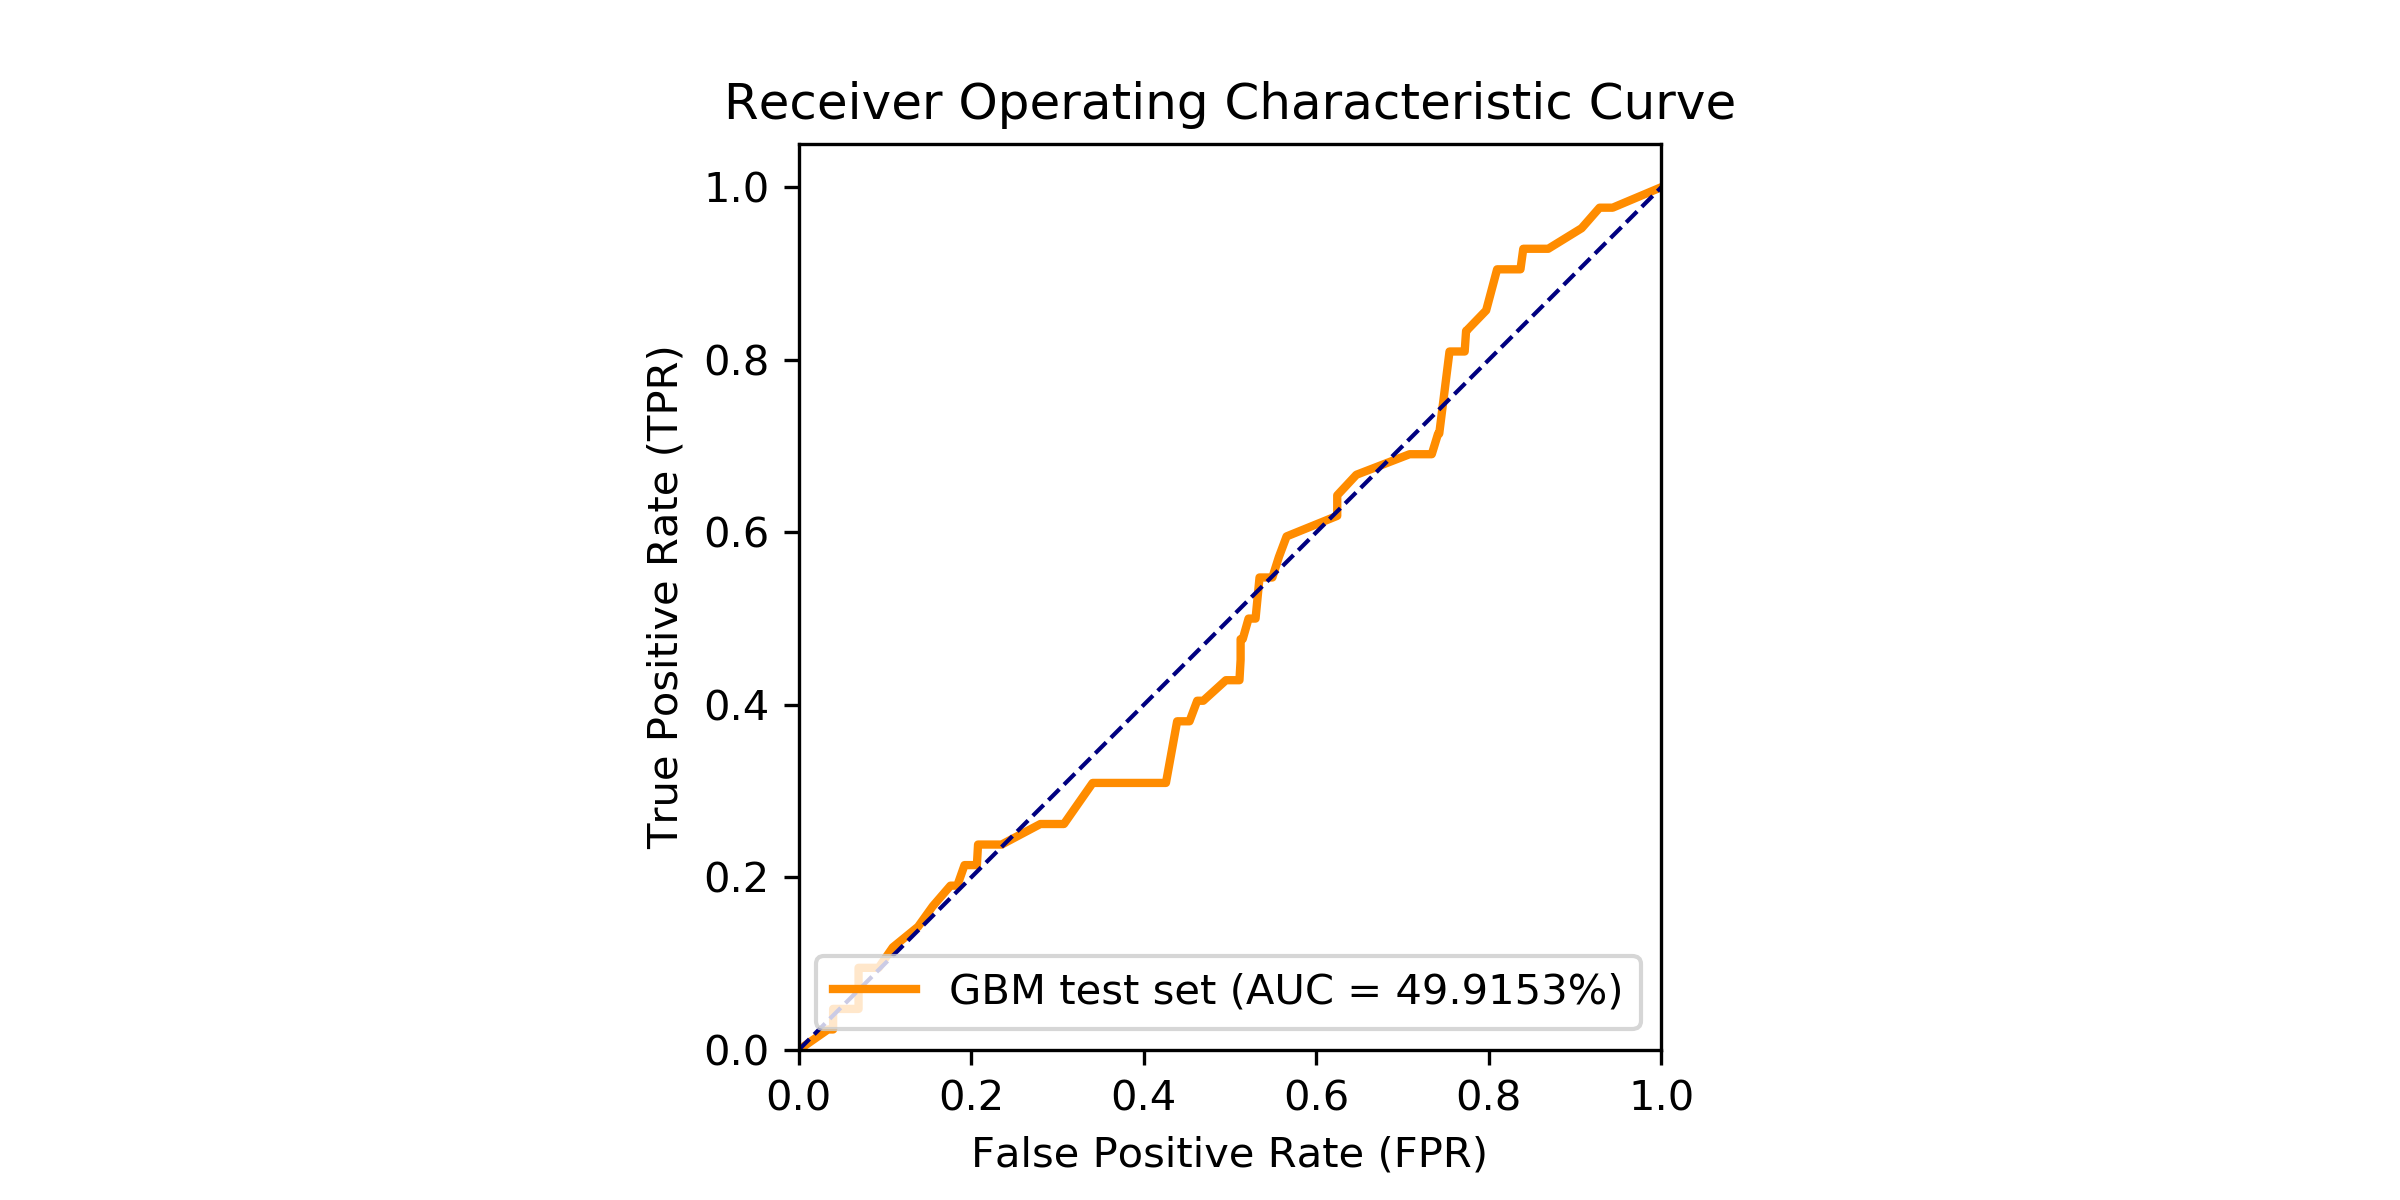 Receiver Operating Characteristic Curve
True Positive Rate (TPR)
1.0
0.8
0.6
0.4
0.2
0.0
GBM test set (AUC = 49.9153%)
0.0 0.2 0.4 0.6 0.8 1.0
False Positive Rate (FPR)